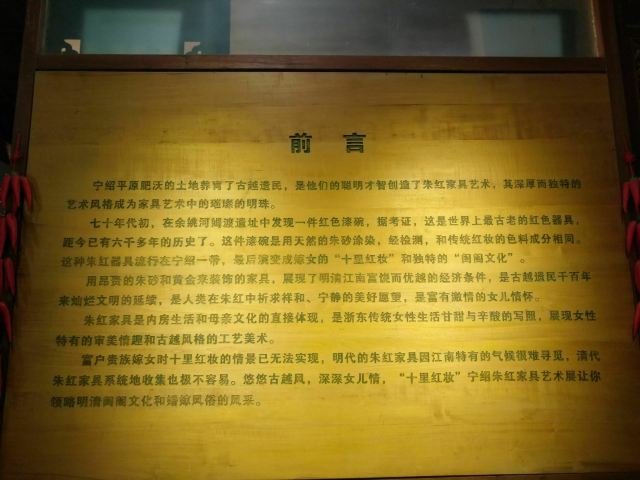 前言
宁绍平原肥沃的土地养育了古越遗民，是他们的聪明才智创造了朱红家具艺术，其深厚而独特的
艺术风格成为家具艺术中的璀璨的明珠。
七十年代初，在余姚河姆渡遗址中发现一件红色漆碗，据考证，这是世界上最古老的红色器具，
距今已有六千多年的历史了。这件漆碗是用天然的朱砂涂染，经检测，和传统红妆的色料成分相同。
这种朱红器具流行在宁绍一带，最后演变成嫁女的“十里红妆”和独特的“闺阁文化”。
用昂贵的朱砂和黄金来装饰的家具，展现了明清江南富饶而优越的经济条件，是古越遗民千百年
来灿烂文明的延续，是人类在朱红中祈求祥和、宁静的美好愿望，是富有激情的女儿情怀。
朱红家具是内房生活和母亲文化的直接体现，是浙东传统女性生活甘甜与辛酸的写照，展现女性
特有的审美情趣和古越风格的工艺美术。
富户贵族嫁女时十里红妆的情景已无法实现，明代的朱红家具因江南特有的气候很难寻见，清代
朱红家具系统地收集也极不容易。悠悠古越风，深深女儿情，“十里红妆”宁绍朱红家具艺术展让你
领略明清闺阁文化和婚嫁风俗的风采。